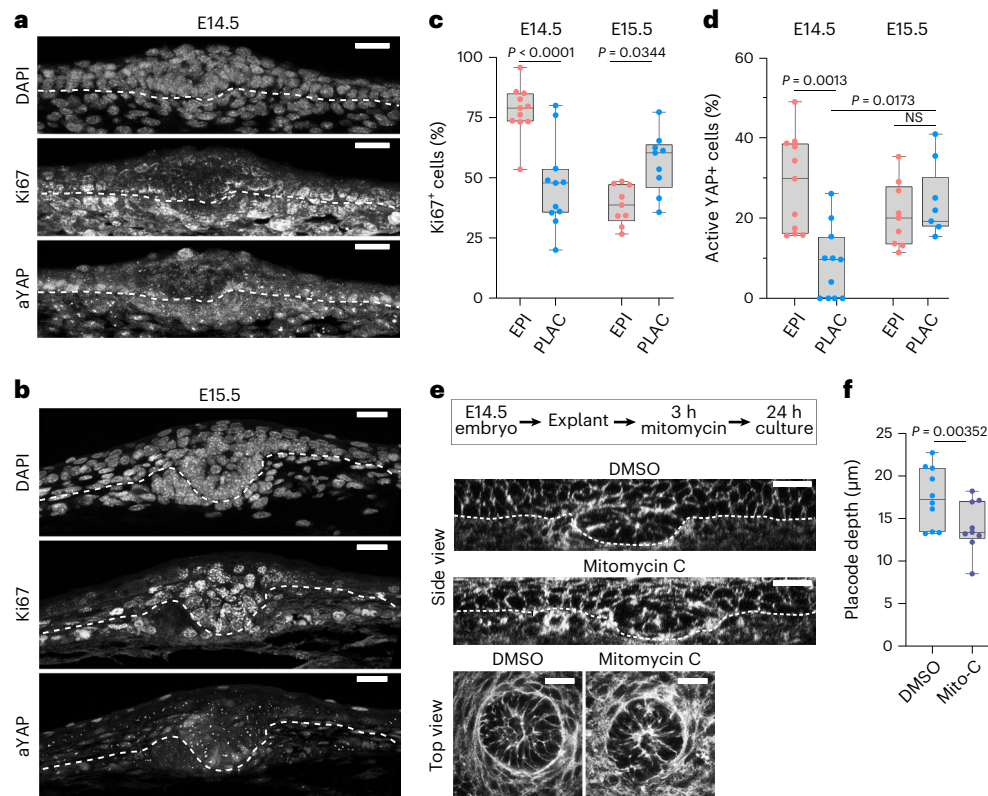 a
E14.5
DAPI
Ki67
aYAP
b
E15.5
DAPI
Ki67
aYAP
c
E14.5 E15.5
P < 0.0001 P = 0.0344
Ki67+ cells (%)
100
75
50
25
0
EPI PLAC EPI PLAC
d
E14.5 E15.5
P = 0.0013
P = 0.0173
NS
Active YAP+ cells (%)
60
40
20
0
EPI PLAC EPI PLAC
e
E14.5 embryo → Explant → 3 h mitomycin → 24 h culture
DMSO
Side view
Mitomycin C
DMSO Mitomycin C
Top view
f
P = 0.00352
Placode depth (µm)
25
20
15
10
5
0
DMSO Mito-C